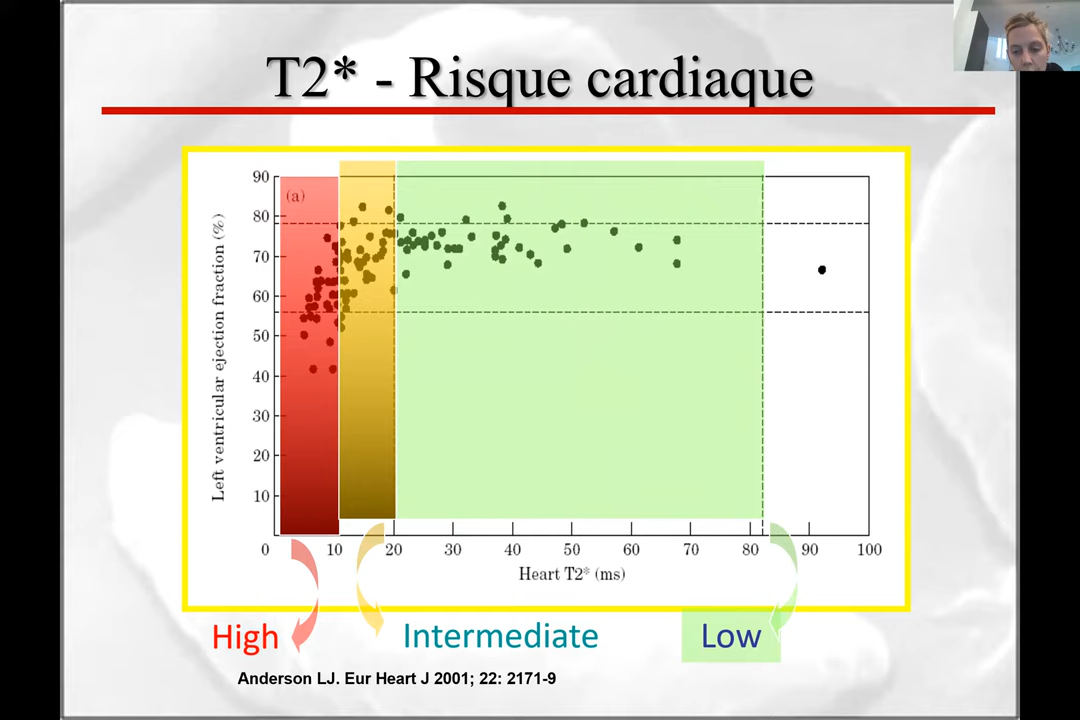 T2* - Risque cardiaque
(a)
Left ventricular ejection fraction (%)
90
80
70
60
50
40
30
20
10
0 10 20 30 40 50 60 70 80 90 100
Heart T2* (ms)
High Intermediate Low
Anderson LJ. Eur Heart J 2001; 22: 2171-9